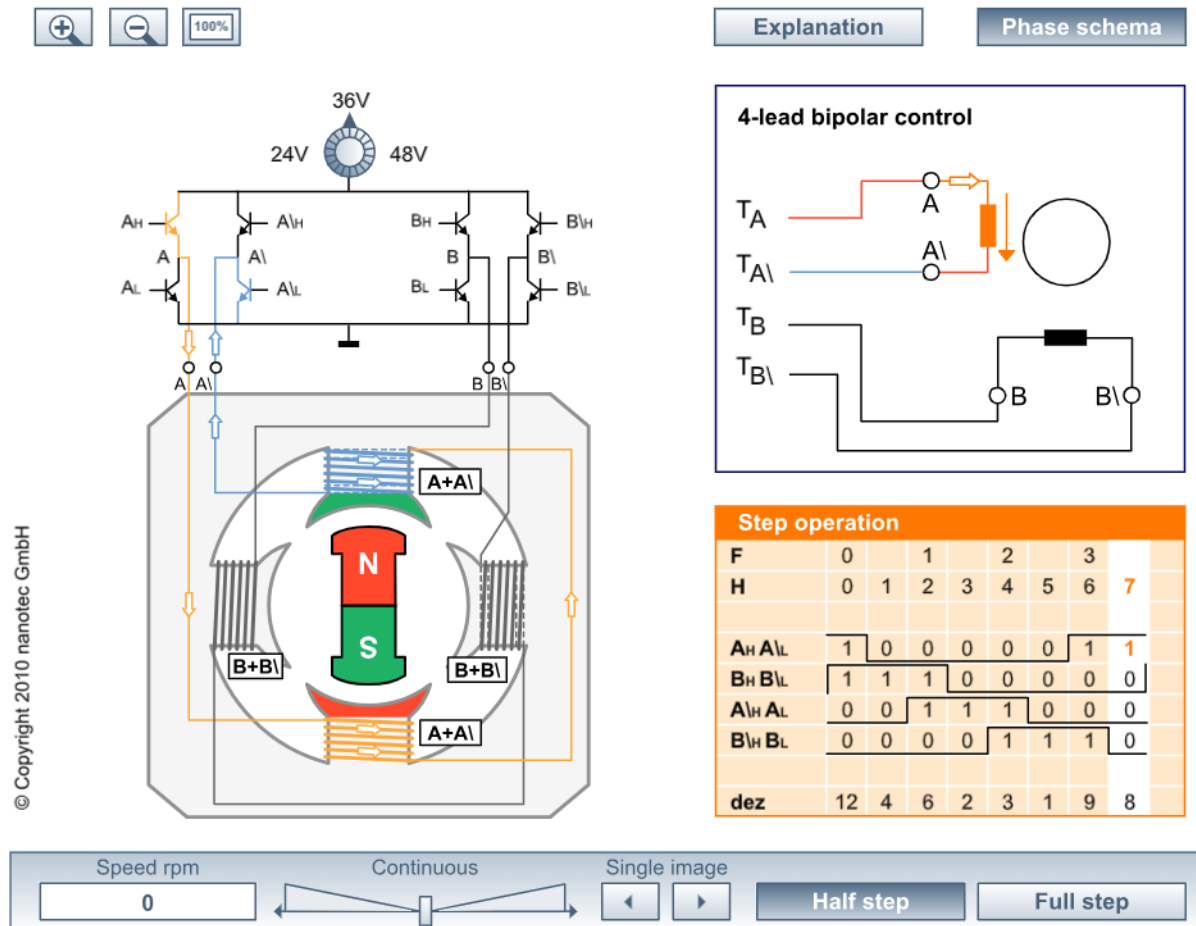 100%
Explanation
Phase schema
36V
24V
48V
AH
A\H
BH
B\H
A
A\
B
B\
AL
A\L
BL
B\L
A
A\
B
B\
A+A\
N
S
B+B\
B+B\
A+A\
© Copyright 2010 nanotec GmbH
4-lead bipolar control
TA
A
TA\
A\
TB
TB\
B
B\
Step operation
F 0 1 2 3
H 0 1 2 3 4 5 6 7
AH A\L 1 0 0 0 0 0 1 1
BH B\L 1 1 1 0 0 0 0 0
A\H AL 0 0 1 1 1 0 0 0
B\H BL 0 0 0 0 1 1 1 0
dez 12 4 6 2 3 1 9 8
Speed rpm
Continuous
Single image
0
Half step
Full step